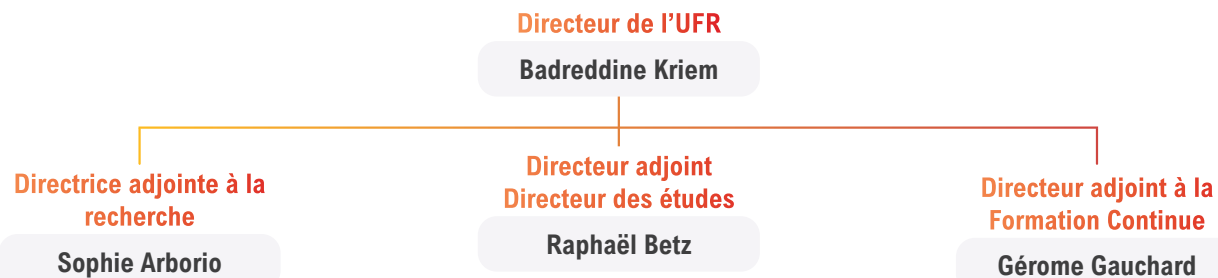 Directeur de l'UFR
Badreddine Kriem
Directrice adjointe à la
recherche
Sophie Arborio
Directeur adjoint
Directeur des études
Raphaël Betz
Directeur adjoint à la
Formation Continue
Gérome Gauchard